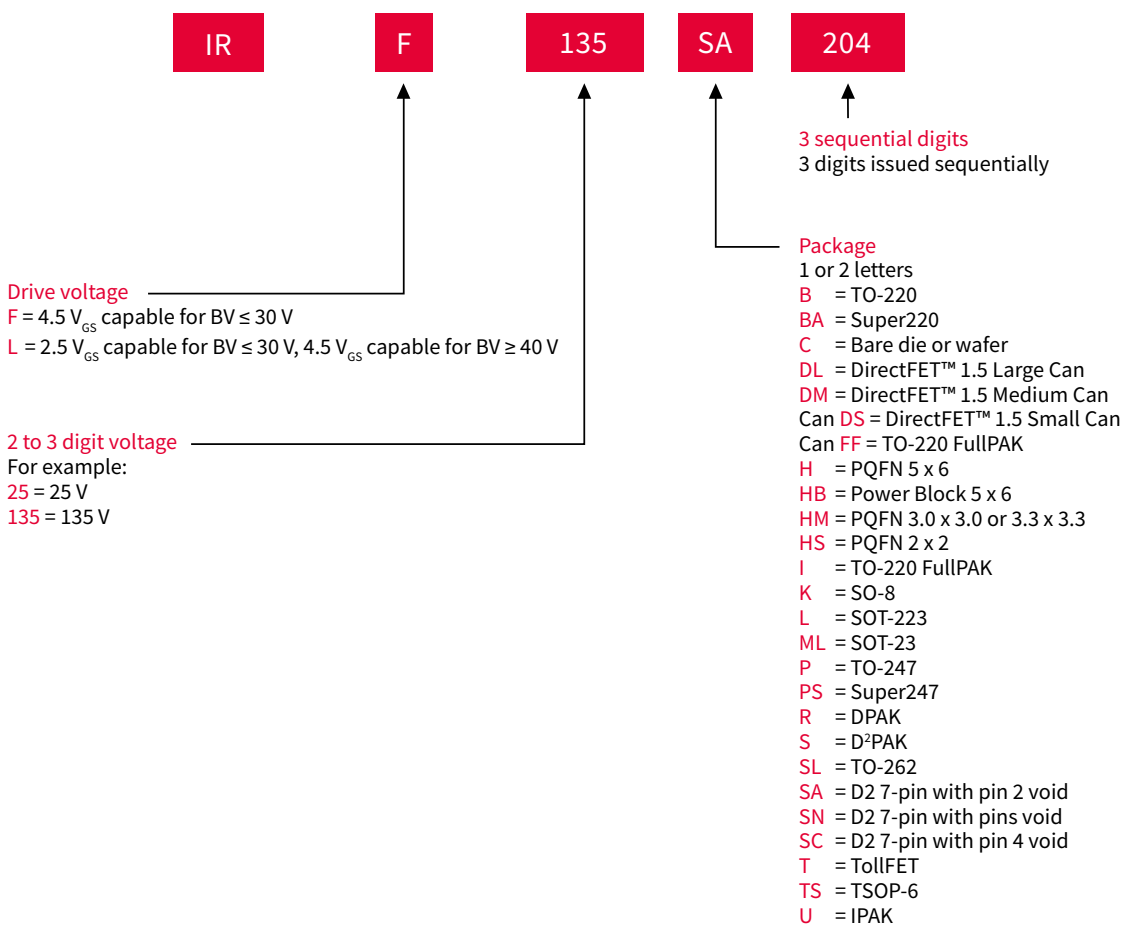 IR F 135 SA 204
3 sequential digits
3 digits issued sequentially
Drive voltage
F = 4.5 V_GS capable for BV ≤ 30 V
L = 2.5 V_GS capable for BV ≤ 30 V, 4.5 V_GS capable for BV ≥ 40 V
2 to 3 digit voltage
For example:
25 = 25 V
135 = 135 V
Package
1 or 2 letters
B = TO-220
BA = Super220
C = Bare die or wafer
DL = DirectFET™ 1.5 Large Can
DM = DirectFET™ 1.5 Medium Can
Can DS = DirectFET™ 1.5 Small Can
Can FF = TO-220 FullPAK
H = PQFN 5 x 6
HB = Power Block 5 x 6
HM = PQFN 3.0 x 3.0 or 3.3 x 3.3
HS = PQFN 2 x 2
I = TO-220 FullPAK
K = SO-8
L = SOT-223
ML = SOT-23
P = TO-247
PS = Super247
R = DPAK
S = D²PAK
SL = TO-262
SA = D2 7-pin with pin 2 void
SN = D2 7-pin with pins void
SC = D2 7-pin with pin 4 void
T = TollFET
TS = TSOP-6
U = IPAK